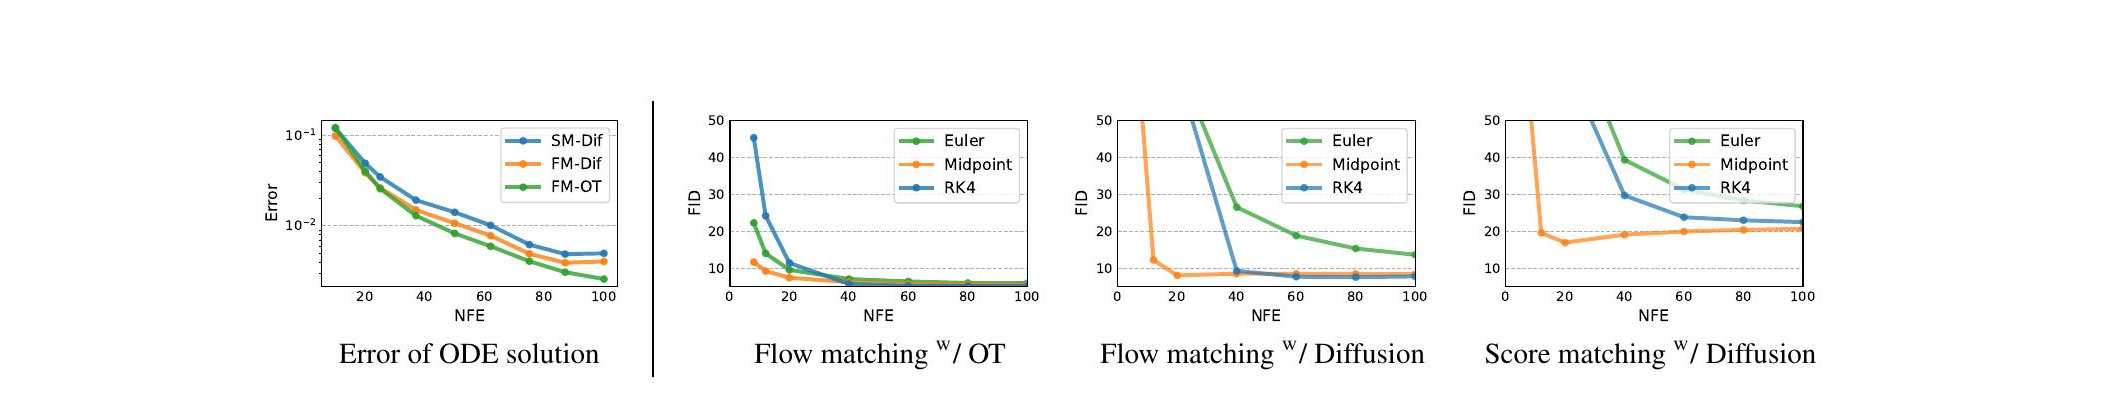 Error
10⁻¹
10⁻²
SM-Dif
FM-Dif
FM-OT
20 40 60 80 100
NFE
Error of ODE solution
FID
50
40
30
20
10
Euler
Midpoint
RK4
0 20 40 60 80 100
NFE
Flow matching ʷ/ OT
FID
50
40
30
20
10
Euler
Midpoint
RK4
0 20 40 60 80 100
NFE
Flow matching ʷ/ Diffusion
FID
50
40
30
20
10
Euler
Midpoint
RK4
0 20 40 60 80 100
NFE
Score matching ʷ/ Diffusion